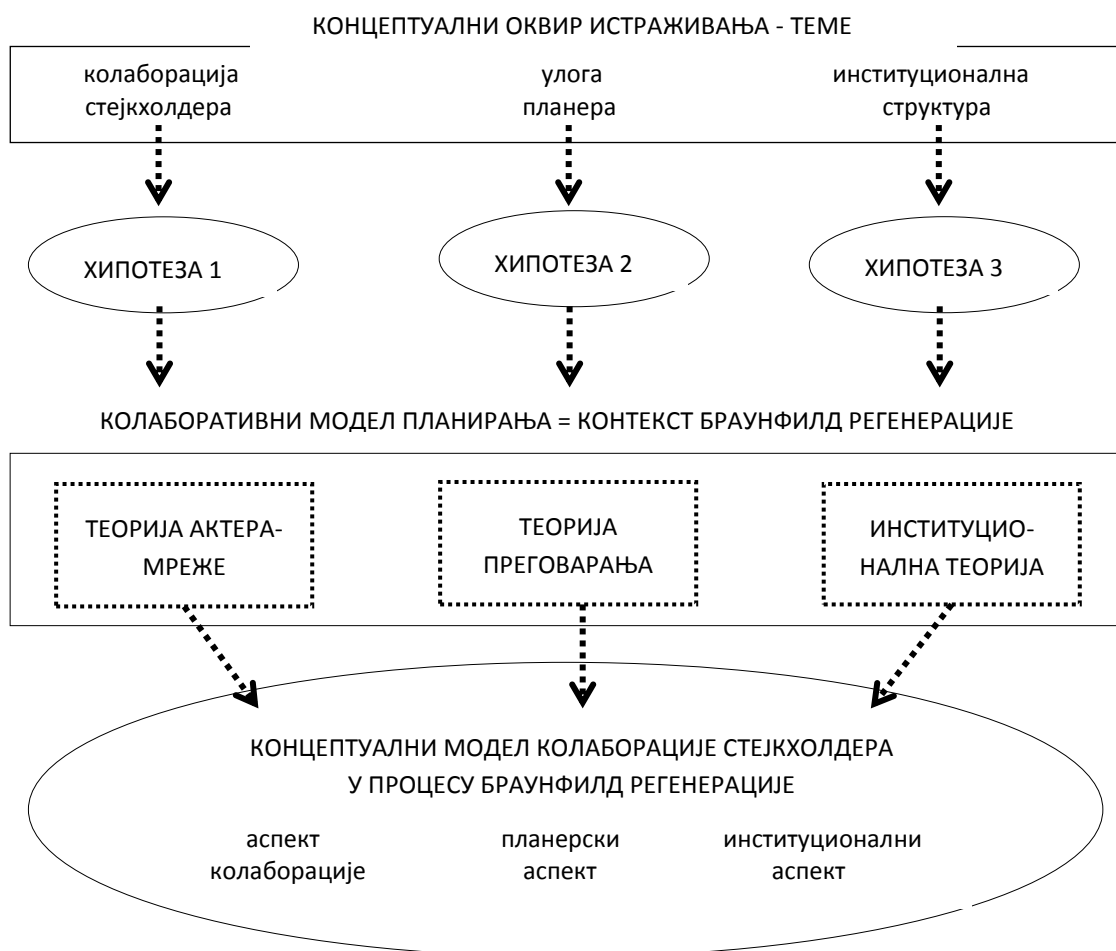 КОНЦЕПТУАЛНИ ОКВИР ИСТРАЖИВАЊА - ТЕМЕ
колаборација
стејкхолдера
улога
планера
институционална
структура
ХИПОТЕЗА 1
ХИПОТЕЗА 2
ХИПОТЕЗА 3
КОЛАБОРАТИВНИ МОДЕЛ ПЛАНИРАЊА = КОНТЕКСТ БРАУНФИЛД РЕГЕНЕРАЦИЈЕ
ТЕОРИЈА АКТЕРА-
МРЕЖЕ
ТЕОРИЈА
ПРЕГОВАРАЊА
ИНСТИТУЦИО-
НАЛНА ТЕОРИЈА
КОНЦЕПТУАЛНИ МОДЕЛ КОЛАБОРАЦИЈЕ СТЕЈКХОЛДЕРА
У ПРОЦЕСУ БРАУНФИЛД РЕГЕНЕРАЦИЈЕ
аспект
колаборације
планерски
аспект
институционални
аспект